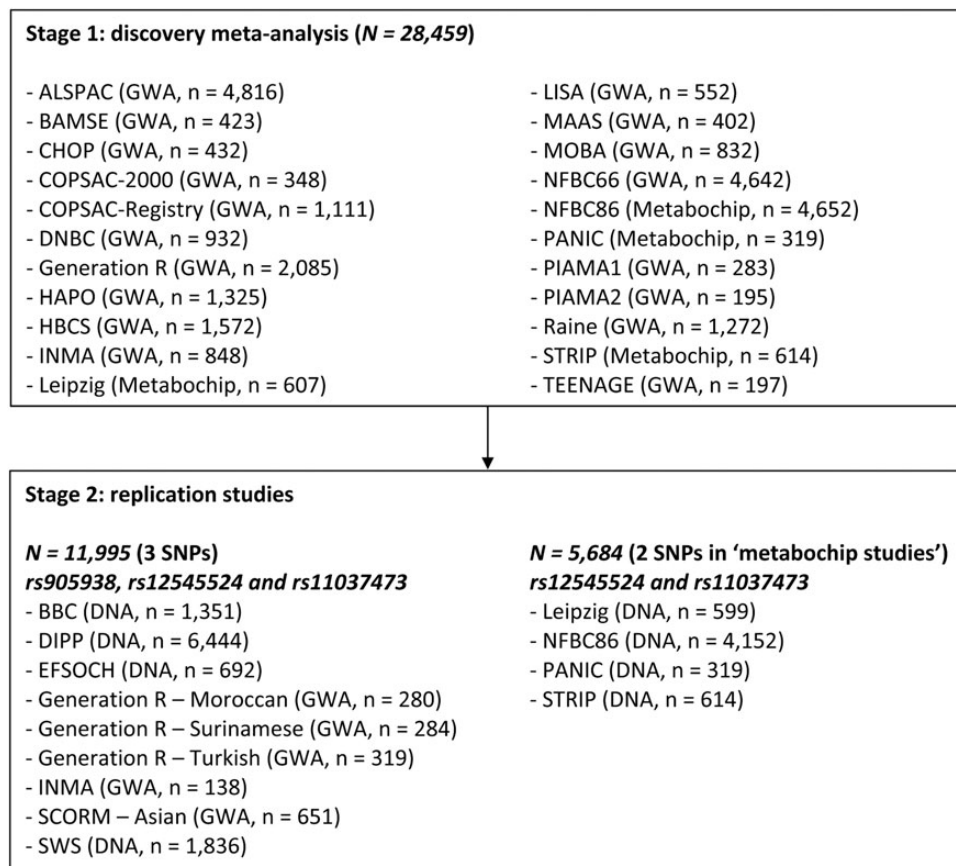 Stage 1: discovery meta-analysis (N = 28,459)
- ALSPAC (GWA, n = 4,816)
- BAMSE (GWA, n = 423)
- CHOP (GWA, n = 432)
- COPSAC-2000 (GWA, n = 348)
- COPSAC-Registry (GWA, n = 1,111)
- DNBC (GWA, n = 932)
- Generation R (GWA, n = 2,085)
- HAPO (GWA, n = 1,325)
- HBCS (GWA, n = 1,572)
- INMA (GWA, n = 848)
- Leipzig (Metabochip, n = 607)
- LISA (GWA, n = 552)
- MAAS (GWA, n = 402)
- MOBA (GWA, n = 832)
- NFBC66 (GWA, n = 4,642)
- NFBC86 (Metabochip, n = 4,652)
- PANIC (Metabochip, n = 319)
- PIAMA1 (GWA, n = 283)
- PIAMA2 (GWA, n = 195)
- Raine (GWA, n = 1,272)
- STRIP (Metabochip, n = 614)
- TEENAGE (GWA, n = 197)
Stage 2: replication studies
N = 11,995 (3 SNPs)
rs905938, rs12545524 and rs11037473
- BBC (DNA, n = 1,351)
- DIPP (DNA, n = 6,444)
- EFSOCH (DNA, n = 692)
- Generation R – Moroccan (GWA, n = 280)
- Generation R – Surinamese (GWA, n = 284)
- Generation R – Turkish (GWA, n = 319)
- INMA (GWA, n = 138)
- SCORM – Asian (GWA, n = 651)
- SWS (DNA, n = 1,836)
N = 5,684 (2 SNPs in ‘metabochip studies’)
rs12545524 and rs11037473
- Leipzig (DNA, n = 599)
- NFBC86 (DNA, n = 4,152)
- PANIC (DNA, n = 319)
- STRIP (DNA, n = 614)